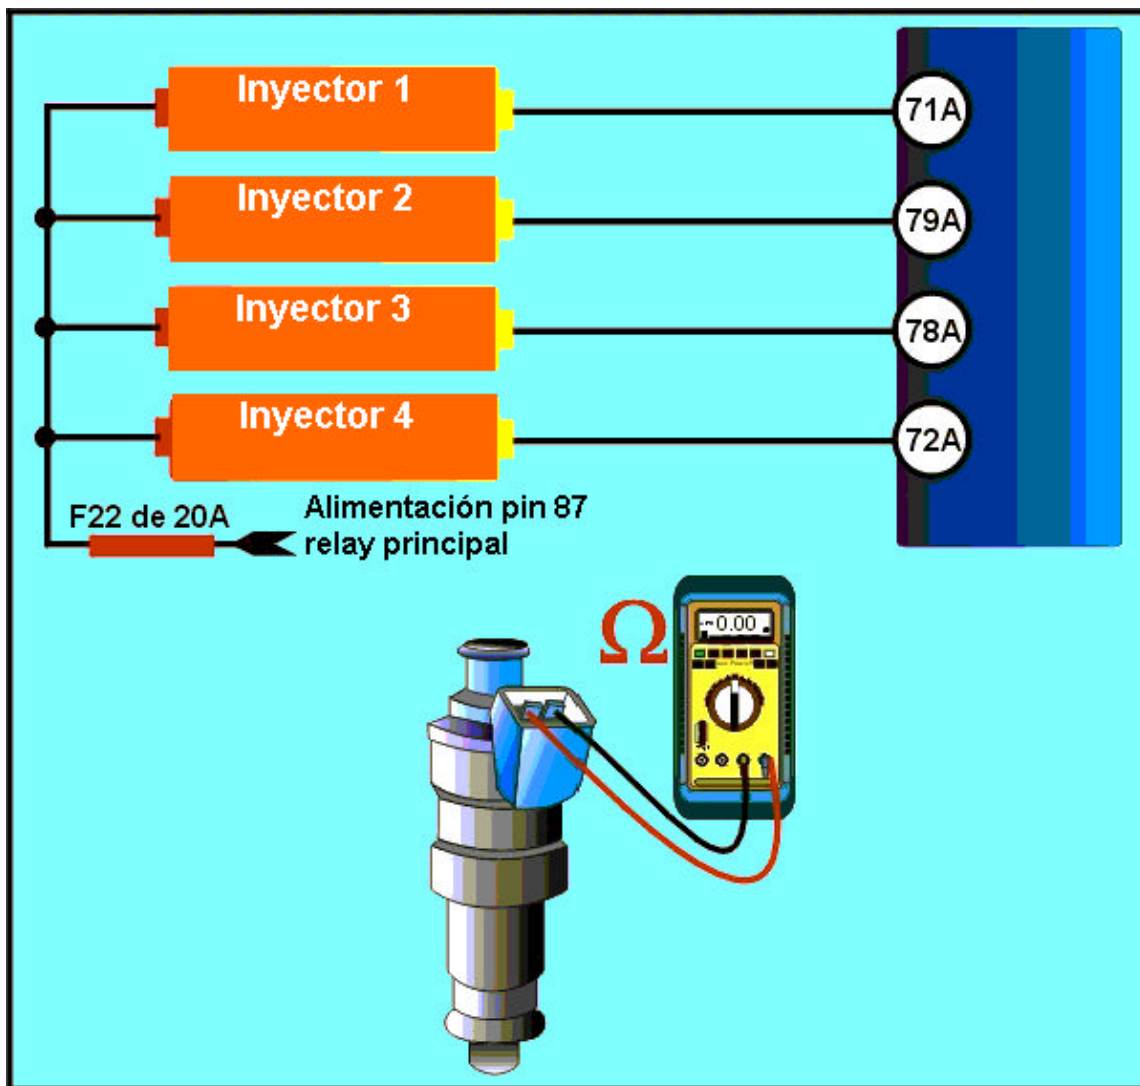 Inyector 1
71A
Inyector 2
79A
Inyector 3
78A
Inyector 4
72A
F22 de 20A
Alimentación pin 87
relay principal
Ω
0.00